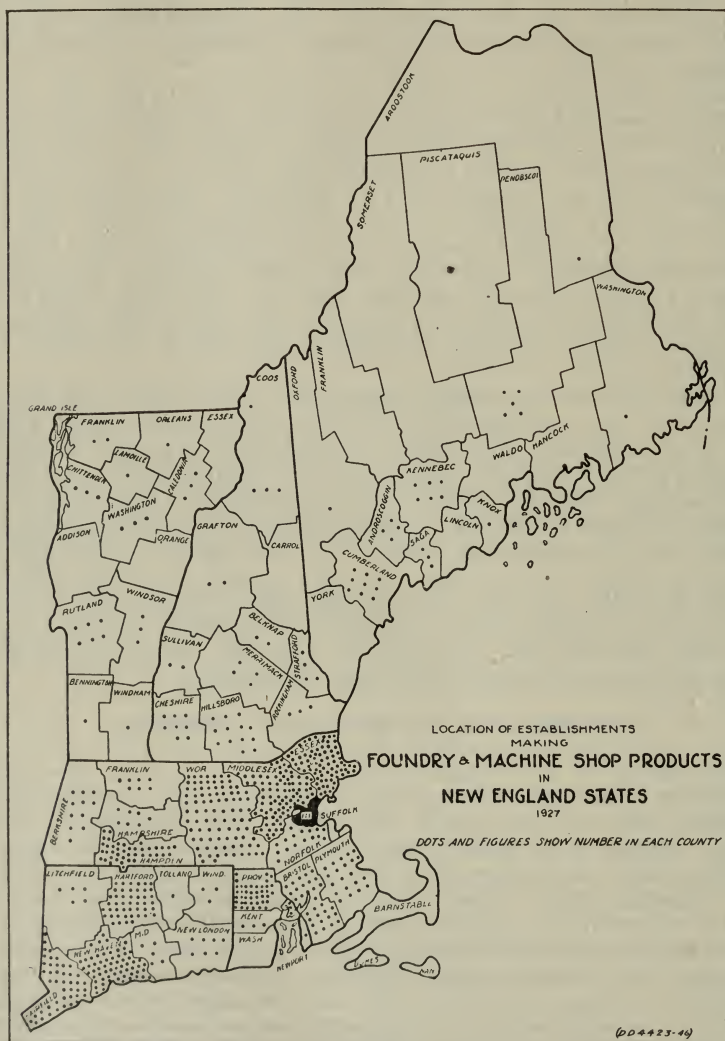 AROOSTOOK
PISCATAQUIS
PENOBSCOT
SOMERSET
WASHINGTON
COOS
OXFORD
FRANKLIN
GRAND ISLE
FRANKLIN
ORLEANS
ESSEX
LAMOILLE
CHITTENDEN
CALEDONIA
WASHINGTON
ADDISON
ORANGE
GRAFTON
CARROL
KENNEBEC
WALDO
HANCOCK
ANDROSCOGGIN
KNOX
LINCOLN
SAGA
CUMBERLAND
YORK
RUTLAND
WINDSOR
BELKNAP
SULLIVAN
STRAFFORD
MERRIMACK
BENNINGTON
WINDHAM
CHESHIRE
HILLSBORO
ROCKINGHAM
LOCATION OF ESTABLISHMENTS
MAKING
FOUNDRY & MACHINE SHOP PRODUCTS
IN
NEW ENGLAND STATES
1927
DOTS AND FIGURES SHOW NUMBER IN EACH COUNTY
BERKSHIRE
FRANKLIN
WOR
MIDDLESEX
ESSEX
SUFFOLK
HAMPSHIRE
HAMPDEN
NORFOLK
BRISTOL
PLYMOUTH
BARNSTABLE
LITCHFIELD
HARTFORD
TOLLAND
WIND.
PROV
KENT
WASH
NEWPORT
NEW HAVEN
M.D
NEW LONDON
FAIRFIELD
DUKES
NAN.
(DD4423-46)